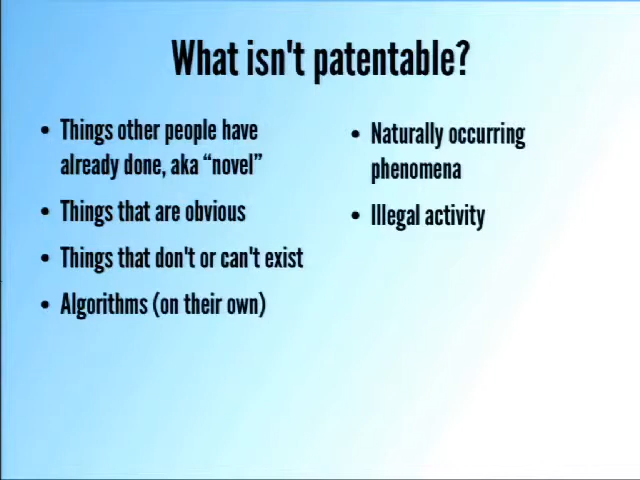 What isn't patentable?
• Things other people have
already done, aka “novel”
• Things that are obvious
• Things that don't or can't exist
• Algorithms (on their own)
• Naturally occurring
phenomena
• Illegal activity